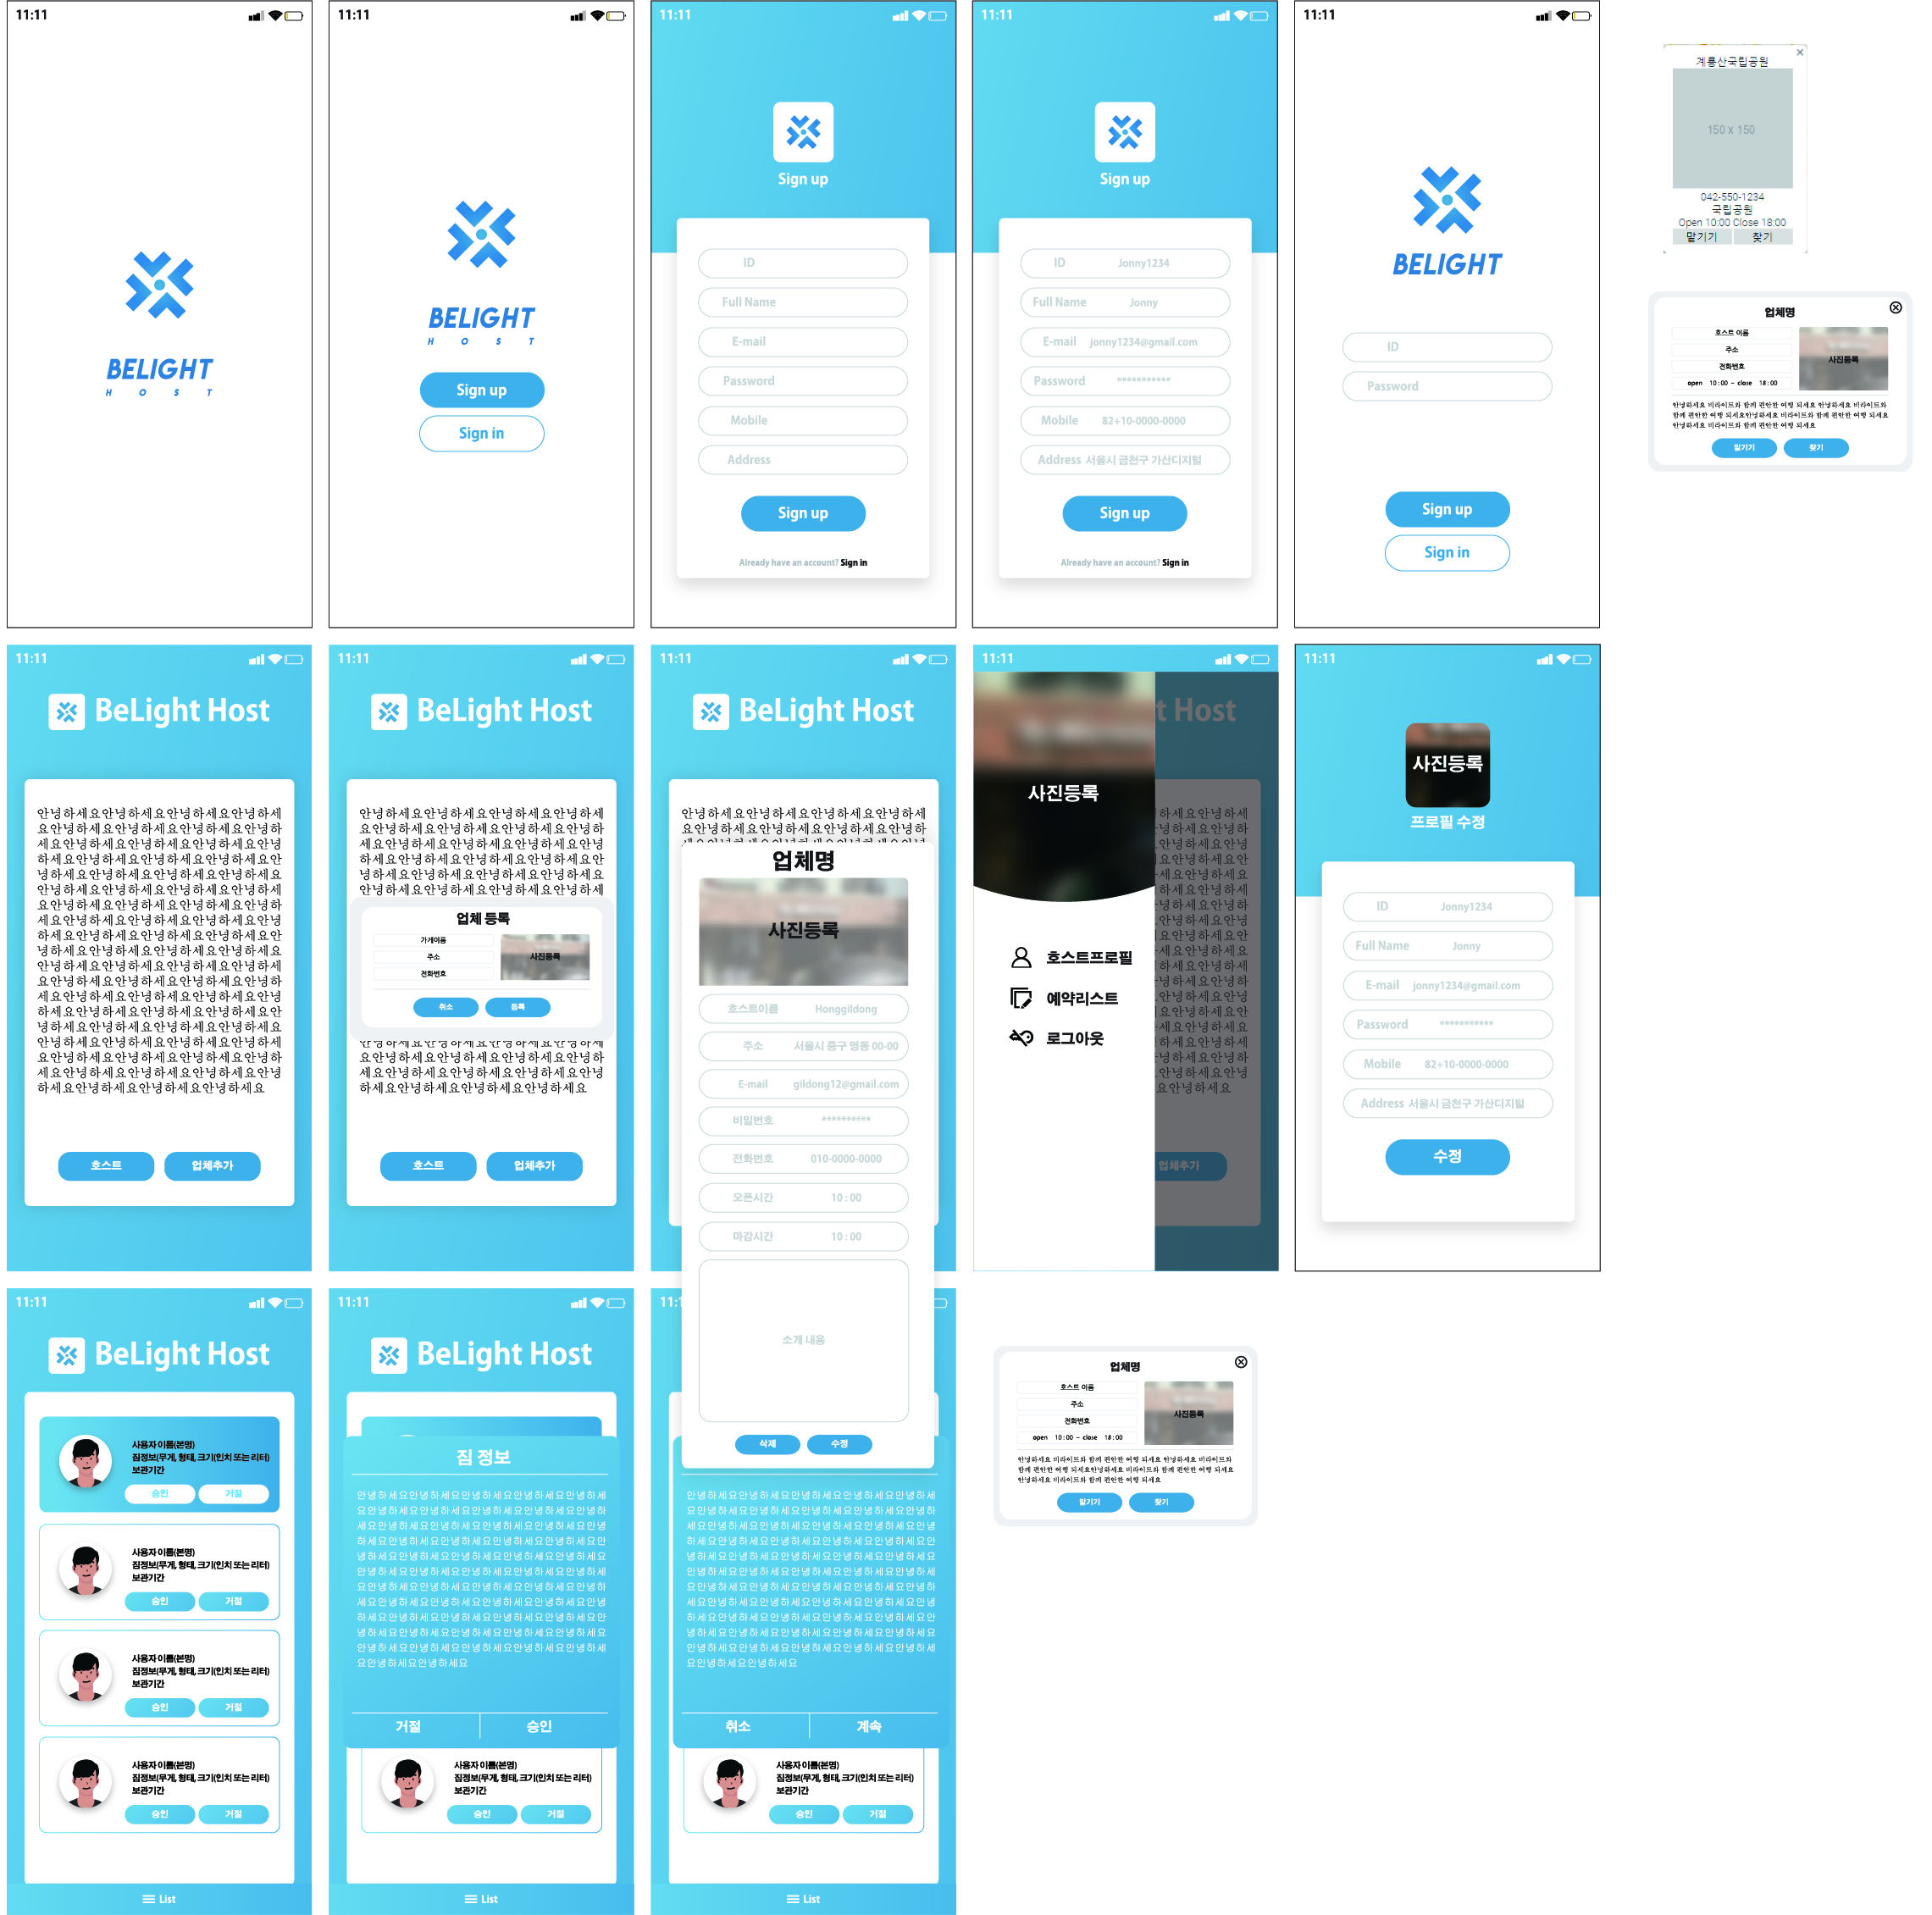 11:11
BELIGHT
H O S T
11:11
BELIGHT
H O S T
Sign up
Sign in
11:11
Sign up
ID
Full Name
E-mail
Password
Mobile
Address
Sign up
Already have an account? Sign in
11:11
Sign up
ID Jonny1234
Full Name Jonny
E-mail jonny1234@gmail.com
Password ***********
Mobile 82+10-0000-0000
Address 서울시 금천구 가산디지털
Sign up
Already have an account? Sign in
11:11
BELIGHT
ID
Password
Sign up
Sign in
계룡산국립공원
150 x 150
042-550-1234
국립공원
Open 10:00 Close 18:00
맡기기 찾기
업체명
호스트 이름
주소
전화번호
open 10:00 - close 18:00
사진등록
안녕하세요 비라이트와 함께 편안한 여행 되세요 안녕하세요 비라이트와
함께 편안한 여행 되세요안녕하세요 비라이트와 함께 편안한 여행 되세요
안녕하세요 비라이트와 함께 편안한 여행 되세요
맡기기 찾기
11:11
BeLight Host
안녕하세요안녕하세요안녕하세요안녕하세
요안녕하세요안녕하세요안녕하세요안녕하
세요안녕하세요안녕하세요안녕하세요안녕
하세요안녕하세요안녕하세요안녕하세요안
녕하세요안녕하세요안녕하세요안녕하세요
안녕하세요안녕하세요안녕하세요안녕하세
요안녕하세요안녕하세요안녕하세요안녕하
세요안녕하세요안녕하세요안녕하세요안녕
하세요안녕하세요안녕하세요안녕하세요안
녕하세요안녕하세요안녕하세요안녕하세요
안녕하세요안녕하세요안녕하세요안녕하세
요안녕하세요안녕하세요안녕하세요안녕하
세요안녕하세요안녕하세요안녕하세요안녕
하세요안녕하세요안녕하세요안녕하세요안
녕하세요안녕하세요안녕하세요안녕하세요
안녕하세요안녕하세요안녕하세요안녕하세
요안녕하세요안녕하세요안녕하세요안녕하
세요안녕하세요안녕하세요안녕하세요안녕
하세요안녕하세요안녕하세요안녕하세요
호스트 업체추가
11:11
BeLight Host
안녕하세요안녕하세요안녕하세요안녕하세
요안녕하세요안녕하세요안녕하세요안녕하
세요안녕하세요안녕하세요안녕하세요안녕
하세요안녕하세요안녕하세요안녕하세요안
녕하세요안녕하세요안녕하세요안녕하세요
안녕하세요안녕하세요안녕하세요안녕하세
업체 등록
가게이름
주소
전화번호
사진등록
취소 등록
안녕하세요안녕하세요안녕하세요안녕하세
요안녕하세요안녕하세요안녕하세요안녕하
세요안녕하세요안녕하세요안녕하세요안녕
하세요안녕하세요안녕하세요안녕하세요
호스트 업체추가
11:11
BeLight Host
안녕하세요안녕하세요안녕하세요안녕하세
요안녕하세요안녕하세요안녕하세요안녕하
업체명
사진등록
호스트이름 Honggildong
주소 서울시 중구 명동 00-00
E-mail gildong12@gmail.com
비밀번호 **********
전화번호 010-0000-0000
오픈시간 10 : 00
마감시간 10 : 00
소개 내용
삭제 수정
11:11
t Host
사진등록
호스트프로필
예약리스트
로그아웃
업체추가
11:11
사진등록
프로필 수정
ID Jonny1234
Full Name Jonny
E-mail jonny1234@gmail.com
Password ***********
Mobile 82+10-0000-0000
Address 서울시 금천구 가산디지털
수정
11:11
BeLight Host
사용자 이름(본명)
짐정보(무게, 형태, 크기(인치 또는 리터)
보관기간
승인 거절
사용자 이름(본명)
짐정보(무게, 형태, 크기(인치 또는 리터)
보관기간
승인 거절
사용자 이름(본명)
짐정보(무게, 형태, 크기(인치 또는 리터)
보관기간
승인 거절
사용자 이름(본명)
짐정보(무게, 형태, 크기(인치 또는 리터)
보관기간
승인 거절
List
11:11
BeLight Host
짐 정보
안녕하세요안녕하세요안녕하세요안녕하세요안녕하세
요안녕하세요안녕하세요안녕하세요안녕하세요안녕하
세요안녕하세요안녕하세요안녕하세요안녕하세요안녕
하세요안녕하세요안녕하세요안녕하세요안녕하세요안
녕하세요안녕하세요안녕하세요안녕하세요안녕하세요
안녕하세요안녕하세요안녕하세요안녕하세요안녕하세
요안녕하세요안녕하세요안녕하세요안녕하세요안녕하
세요안녕하세요안녕하세요안녕하세요안녕하세요안녕
하세요안녕하세요안녕하세요안녕하세요안녕하세요안
녕하세요안녕하세요안녕하세요안녕하세요안녕하세요
안녕하세요안녕하세요안녕하세요안녕하세요안녕하세
요안녕하세요안녕하세요
거절 승인
사용자 이름(본명)
짐정보(무게, 형태, 크기(인치 또는 리터)
보관기간
승인 거절
List
안녕하세요안녕하세요안녕하세요안녕하세요안녕하세
요안녕하세요안녕하세요안녕하세요안녕하세요안녕하
세요안녕하세요안녕하세요안녕하세요안녕하세요안녕
하세요안녕하세요안녕하세요안녕하세요안녕하세요안
녕하세요안녕하세요안녕하세요안녕하세요안녕하세요
안녕하세요안녕하세요안녕하세요안녕하세요안녕하세
요안녕하세요안녕하세요안녕하세요안녕하세요안녕하
세요안녕하세요안녕하세요안녕하세요안녕하세요안녕
하세요안녕하세요안녕하세요안녕하세요안녕하세요안
녕하세요안녕하세요안녕하세요안녕하세요안녕하세요
안녕하세요안녕하세요안녕하세요안녕하세요안녕하세
요안녕하세요안녕하세요
취소 계속
사용자 이름(본명)
짐정보(무게, 형태, 크기(인치 또는 리터)
보관기간
승인 거절
List
업체명
호스트 이름
주소
전화번호
open 10:00 - close 18:00
사진등록
안녕하세요 비라이트와 함께 편안한 여행 되세요 안녕하세요 비라이트와
함께 편안한 여행 되세요안녕하세요 비라이트와 함께 편안한 여행 되세요
안녕하세요 비라이트와 함께 편안한 여행 되세요
맡기기 찾기